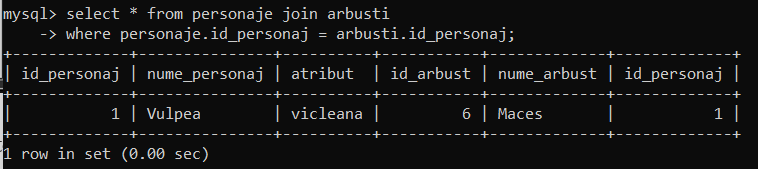 mysql> select * from personaje join arbusti
    -> where personaje.id_personaj = arbusti.id_personaj;
+-------------+---------------+----------+-----------+-------------+-------------+
| id_personaj | nume_personaj | atribut  | id_arbust | nume_arbust | id_personaj |
+-------------+---------------+----------+-----------+-------------+-------------+
|           1 | Vulpea        | vicleana |         6 | Maces       |           1 |
+-------------+---------------+----------+-----------+-------------+-------------+
1 row in set (0.00 sec)